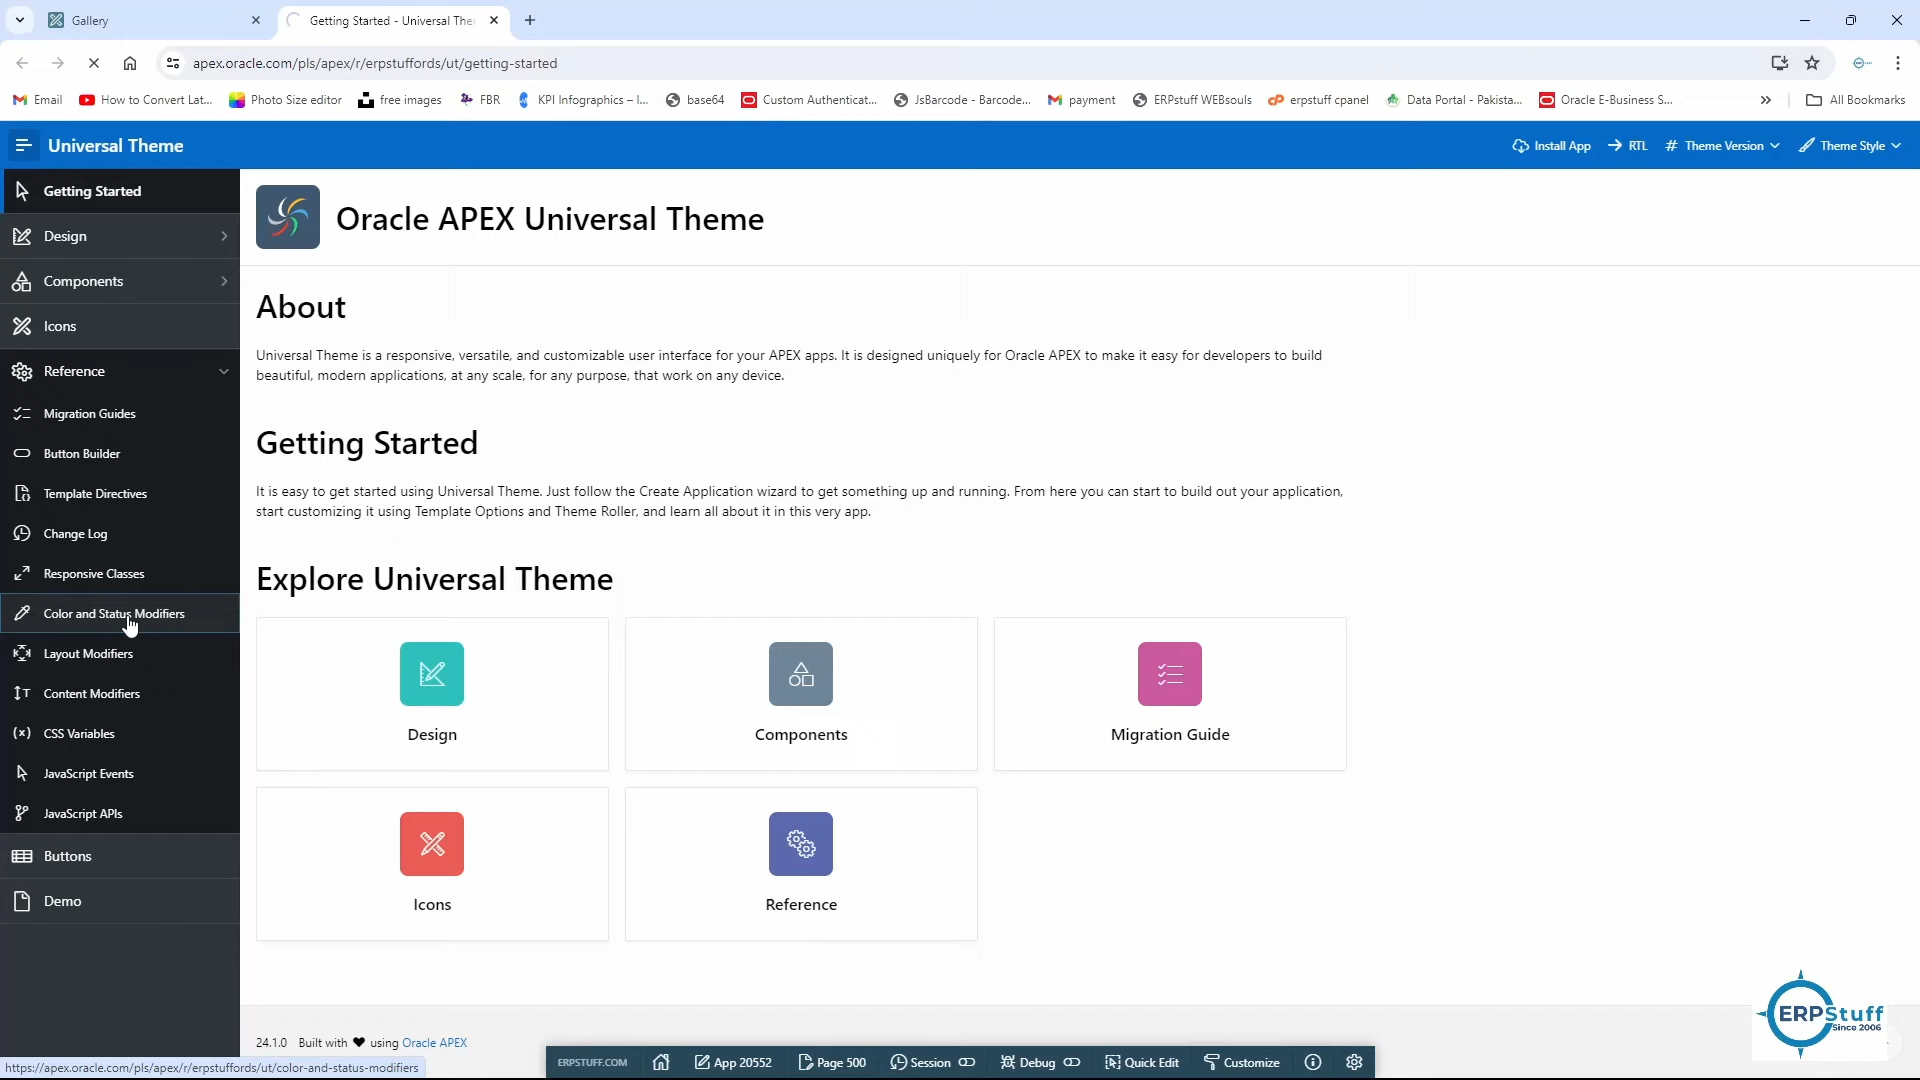 Gallery
Getting Started - Universal The
apex.oracle.com/pls/apex/r/erpstuffords/ut/getting-started
Email
How to Convert Lat...
Photo Size editor
free images
FBR
KPI Infographics – I...
base64
Custom Authenticat...
JsBarcode - Barcode...
payment
ERPstuff WEBsouls
erpstuff cpanel
Data Portal - Pakista...
Oracle E-Business S...
All Bookmarks
Universal Theme
Install App
RTL
Theme Version
Theme Style
Getting Started
Design
Components
Icons
Reference
Migration Guides
Button Builder
Template Directives
Change Log
Responsive Classes
Color and Status Modifiers
Layout Modifiers
Content Modifiers
CSS Variables
JavaScript Events
JavaScript APIs
Buttons
Demo
Oracle APEX Universal Theme
About
Universal Theme is a responsive, versatile, and customizable user interface for your APEX apps. It is designed uniquely for Oracle APEX to make it easy for developers to build
beautiful, modern applications, at any scale, for any purpose, that work on any device.
Getting Started
It is easy to get started using Universal Theme. Just follow the Create Application wizard to get something up and running. From here you can start to build out your application,
start customizing it using Template Options and Theme Roller, and learn all about it in this very app.
Explore Universal Theme
Design
Components
Migration Guide
Icons
Reference
24.1.0 Built with ❤ using Oracle APEX
https://apex.oracle.com/pls/apex/r/erpstuffords/ut/color-and-status-modifiers
ERPSTUFF.COM
App 20552
Page 500
Session
Debug
Quick Edit
Customize
ERPStuff
Since 2006